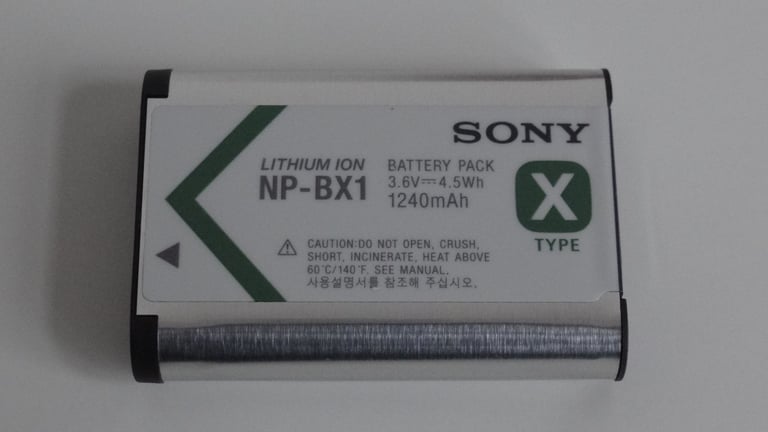 SONY
LITHIUM ION
NP-BX1
BATTERY PACK
3.6V⎓4.5Wh
1240mAh
X
TYPE
CAUTION:DO NOT OPEN, CRUSH,
SHORT, INCINERATE, HEAT ABOVE
60°C/140°F. SEE MANUAL.
사용설명서를 참조해 주십시오.